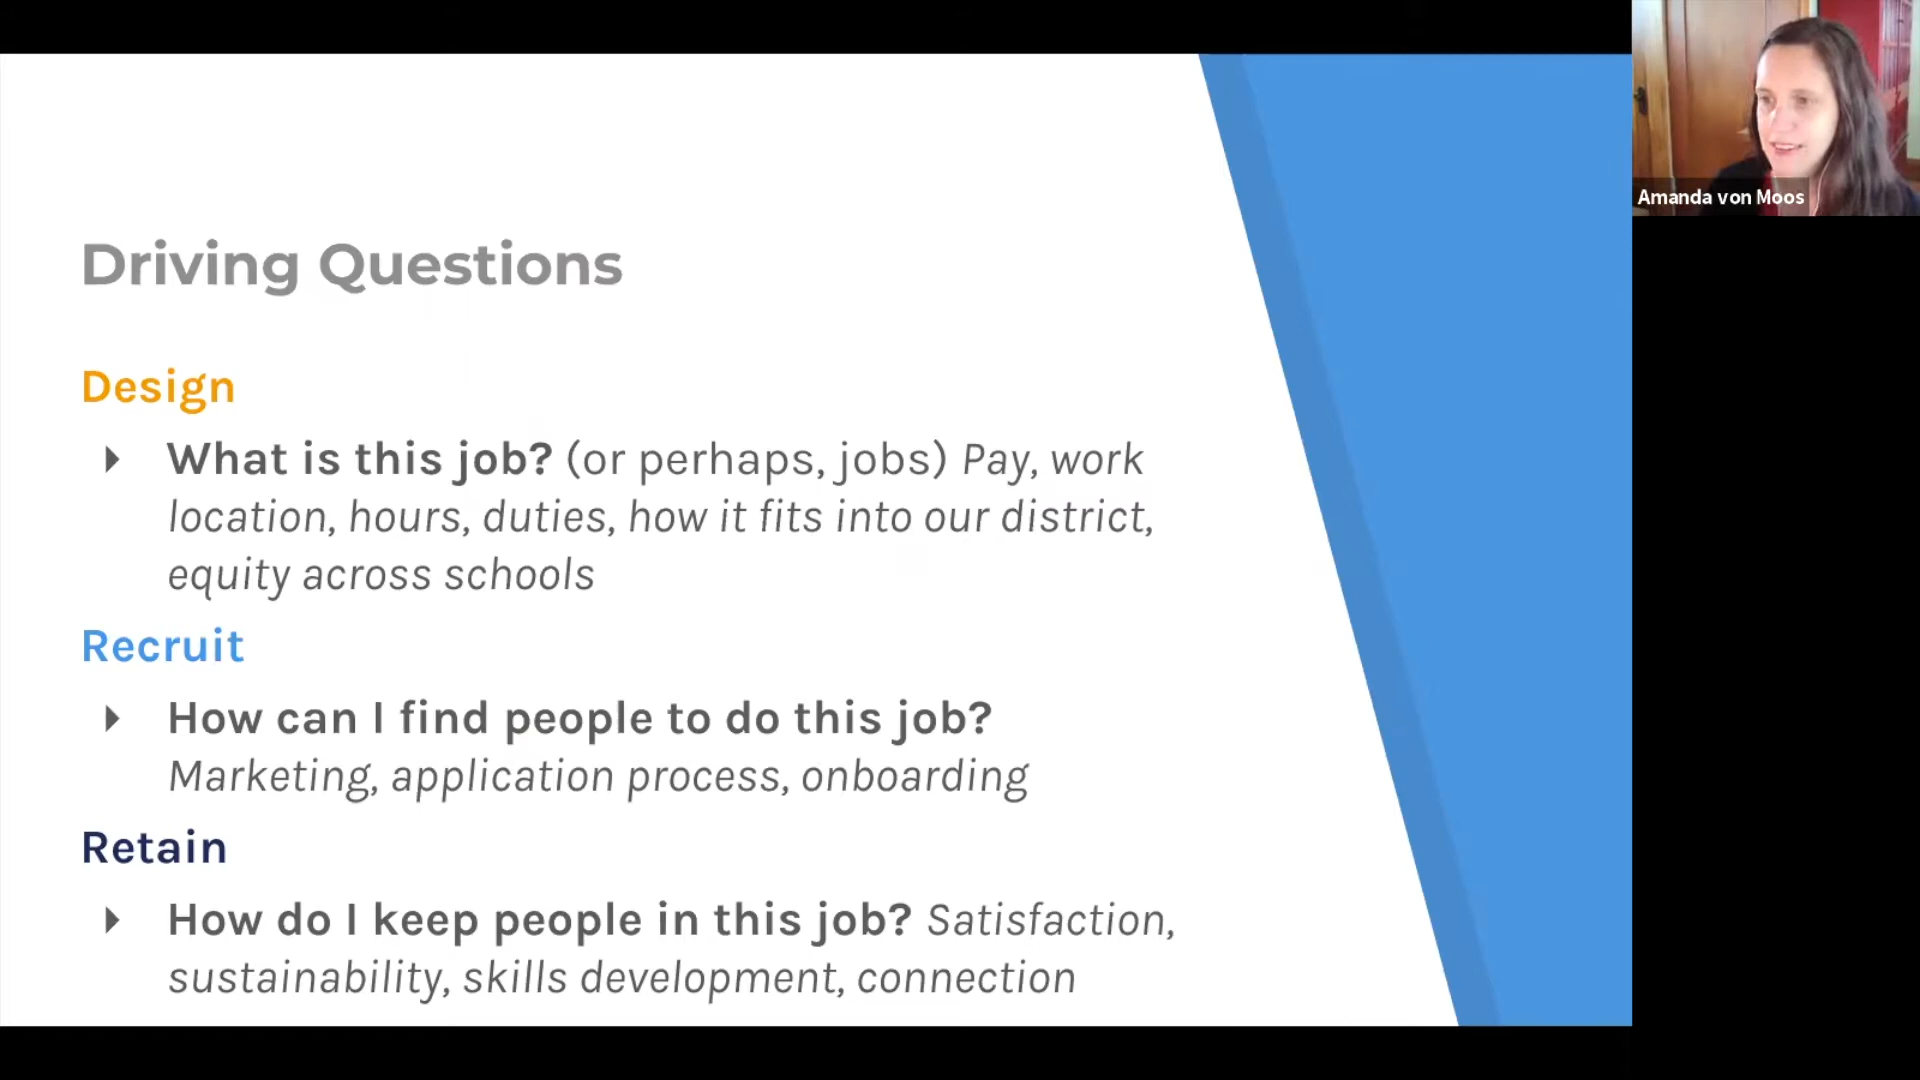 Driving Questions
Design
What is this job? (or perhaps, jobs) Pay, work
location, hours, duties, how it fits into our district,
equity across schools
Recruit
How can I find people to do this job?
Marketing, application process, onboarding
Retain
How do I keep people in this job? Satisfaction,
sustainability, skills development, connection
Amanda von Moos